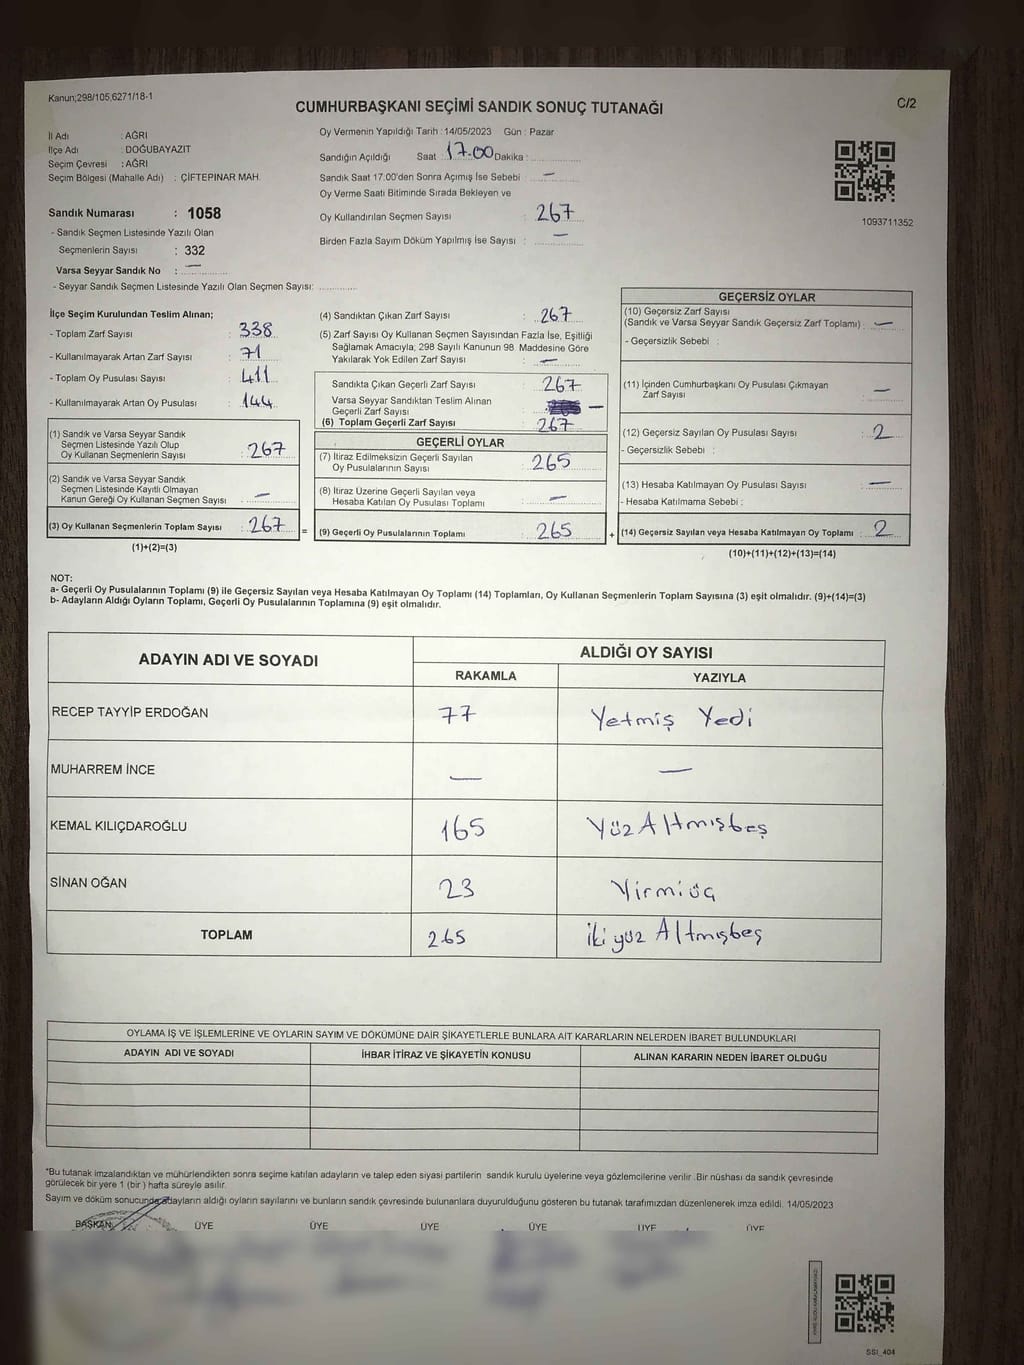 Kanun;298/105,6271/18-1
CUMHURBAŞKANI SEÇİMİ SANDIK SONUÇ TUTANAĞI
C/2
İl Adı : AĞRI
İlçe Adı : DOĞUBAYAZIT
Seçim Çevresi : AĞRI
Seçim Bölgesi (Mahalle Adı) : ÇİFTEPINAR MAH.
Sandık Numarası : 1058
- Sandık Seçmen Listesinde Yazılı Olan
Seçmenlerin Sayısı : 332
Varsa Seyyar Sandık No : —
- Seyyar Sandık Seçmen Listesinde Yazılı Olan Seçmen Sayısı: ............
Oy Vermenin Yapıldığı Tarih : 14/05/2023 Gün : Pazar
Sandığın Açıldığı Saat 17.00 Dakika : ............
Sandık Saat 17.00'den Sonra Açımış İse Sebebi : —
Oy Verme Saati Bitiminde Sırada Bekleyen ve
Oy Kullandırılan Seçmen Sayısı : 267
Birden Fazla Sayım Döküm Yapılmış İse Sayısı : —
1093711352
İlçe Seçim Kurulundan Teslim Alınan;
- Toplam Zarf Sayısı : 338
- Kullanılmayarak Artan Zarf Sayısı : 71
- Toplam Oy Pusulası Sayısı : 411
- Kullanılmayarak Artan Oy Pusulası : 144
(1) Sandık ve Varsa Seyyar Sandık
Seçmen Listesinde Yazılı Olup
Oy Kullanan Seçmenlerin Sayısı : 267
(2) Sandık ve Varsa Seyyar Sandık
Seçmen Listesinde Kayıtlı Olmayan
Kanun Gereği Oy Kullanan Seçmen Sayısı : —
(3) Oy Kullanan Seçmenlerin Toplam Sayısı : 267
(1)+(2)=(3)
=
(4) Sandıktan Çıkan Zarf Sayısı : 267
(5) Zarf Sayısı Oy Kullanan Seçmen Sayısından Fazla İse, Eşitliği
Sağlamak Amacıyla; 298 Sayılı Kanunun 98. Maddesine Göre
Yakılarak Yok Edilen Zarf Sayısı : —
Sandıkta Çıkan Geçerli Zarf Sayısı : 267
Varsa Seyyar Sandıktan Teslim Alınan
Geçerli Zarf Sayısı : —
(6) Toplam Geçerli Zarf Sayısı : 267
GEÇERLİ OYLAR
(7) İtiraz Edilmeksizin Geçerli Sayılan
Oy Pusulalarının Sayısı : 265
(8) İtiraz Üzerine Geçerli Sayılan veya
Hesaba Katılan Oy Pusulası Toplamı : —
(9) Geçerli Oy Pusulalarının Toplamı : 265
+
GEÇERSİZ OYLAR
(10) Geçersiz Zarf Sayısı
(Sandık ve Varsa Seyyar Sandık Geçersiz Zarf Toplamı) : —
- Geçersizlik Sebebi :
(11) İçinden Cumhurbaşkanı Oy Pusulası Çıkmayan
Zarf Sayısı : —
(12) Geçersiz Sayılan Oy Pusulası Sayısı : 2
- Geçersizlik Sebebi :
(13) Hesaba Katılmayan Oy Pusulası Sayısı : —
- Hesaba Katılmama Sebebi :
(14) Geçersiz Sayılan veya Hesaba Katılmayan Oy Toplamı : 2
(10)+(11)+(12)+(13)=(14)
NOT:
a- Geçerli Oy Pusulalarının Toplamı (9) ile Geçersiz Sayılan veya Hesaba Katılmayan Oy Toplamı (14) Toplamları, Oy Kullanan Seçmenlerin Toplam Sayısına (3) eşit olmalıdır. (9)+(14)=(3)
b- Adayların Aldığı Oyların Toplamı, Geçerli Oy Pusulalarının Toplamına (9) eşit olmalıdır.
ADAYIN ADI VE SOYADI
ALDIĞI OY SAYISI
RAKAMLA YAZIYLA
RECEP TAYYİP ERDOĞAN 77 Yetmiş Yedi
MUHARREM İNCE — —
KEMAL KILIÇDAROĞLU 165 Yüz Altmışbeş
SİNAN OĞAN 23 Yirmiüç
TOPLAM 265 iki yüz Altmışbeş
OYLAMA İŞ VE İŞLEMLERİNE VE OYLARIN SAYIM VE DÖKÜMÜNE DAİR ŞİKAYETLERLE BUNLARA AİT KARARLARIN NELERDEN İBARET BULUNDUKLARI
ADAYIN ADI VE SOYADI İHBAR İTİRAZ VE ŞİKAYETİN KONUSU ALINAN KARARIN NEDEN İBARET OLDUĞU
*Bu tutanak imzalandıktan ve mühürlendikten sonra seçime katılan adayların ve talep eden siyasi partilerin sandık kurulu üyelerine veya gözlemcilerine verilir .Bir nüshası da sandık çevresinde
görülecek bir yere 1 (bir ) hafta süreyle asılır.
Sayım ve döküm sonucunda adayların aldığı oyların sayılarını ve bunların sandık çevresinde bulunanlara duyurulduğunu gösteren bu tutanak tarafımızdan düzenlenerek imza edildi. 14/05/2023
BAŞKAN ÜYE ÜYE ÜYE ÜYE ÜYE ÜYE
SSI_404